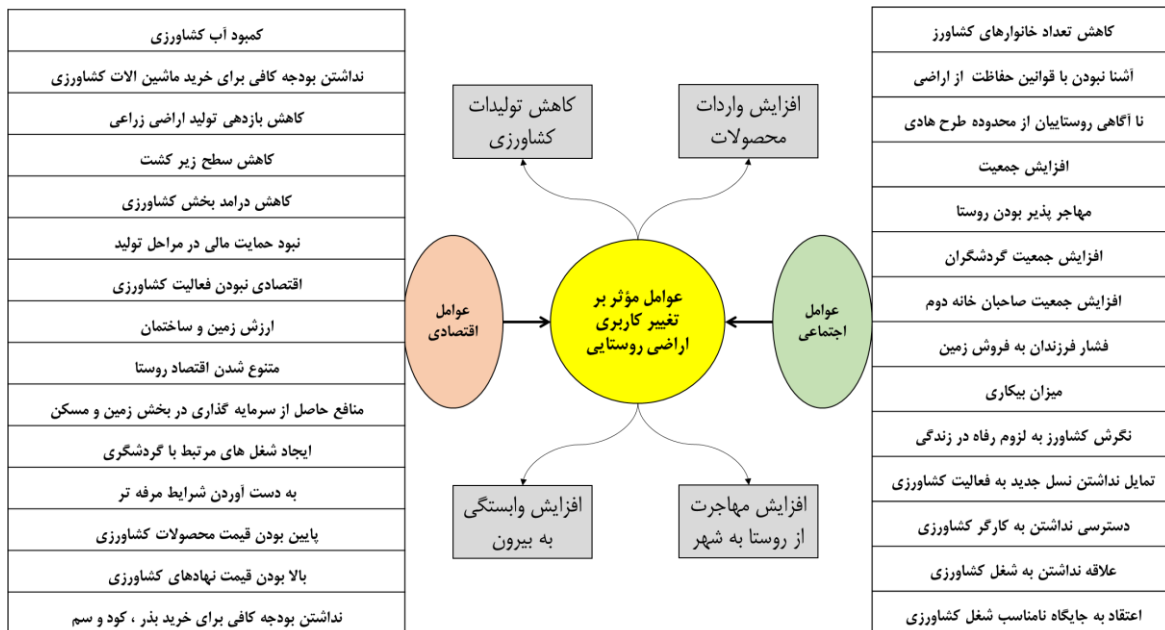 کاهش تعداد خانوارهای کشاورز
آشنا نبودن با قوانین حفاظت از اراضی
نا آگاهی روستاییان از محدوده طرح هادی
افزایش جمعیت
مهاجر پذیر بودن روستا
افزایش جمعیت گردشگران
افزایش جمعیت صاحبان خانه دوم
فشار فرزندان به فروش زمین
میزان بیکاری
نگرش کشاورز به لزوم رفاه در زندگی
تمایل نداشتن نسل جدید به فعالیت کشاورزی
دسترسی نداشتن به کارگر کشاورزی
علاقه نداشتن به شغل کشاورزی
اعتقاد به جایگاه نامناسب شغل کشاورزی
عوامل
اجتماعی
افزایش واردات
محصولات
کاهش تولیدات
کشاورزی
عوامل مؤثر بر
تغییر کاربری
اراضی روستایی
افزایش مهاجرت
از روستا به شهر
افزایش وابستگی
به بیرون
عوامل
اقتصادی
کمبود آب کشاورزی
نداشتن بودجه کافی برای خرید ماشین الات کشاورزی
کاهش بازدهی تولید اراضی زراعی
کاهش سطح زیر کشت
کاهش درامد بخش کشاورزی
نبود حمایت مالی در مراحل تولید
اقتصادی نبودن فعالیت کشاورزی
ارزش زمین و ساختمان
متنوع شدن اقتصاد روستا
منافع حاصل از سرمایه گذاری در بخش زمین و مسکن
ایجاد شغل های مرتبط با گردشگری
به دست آوردن شرایط مرفه تر
پایین بودن قیمت محصولات کشاورزی
بالا بودن قیمت نهادهای کشاورزی
نداشتن بودجه کافی برای خرید بذر ، کود و سم